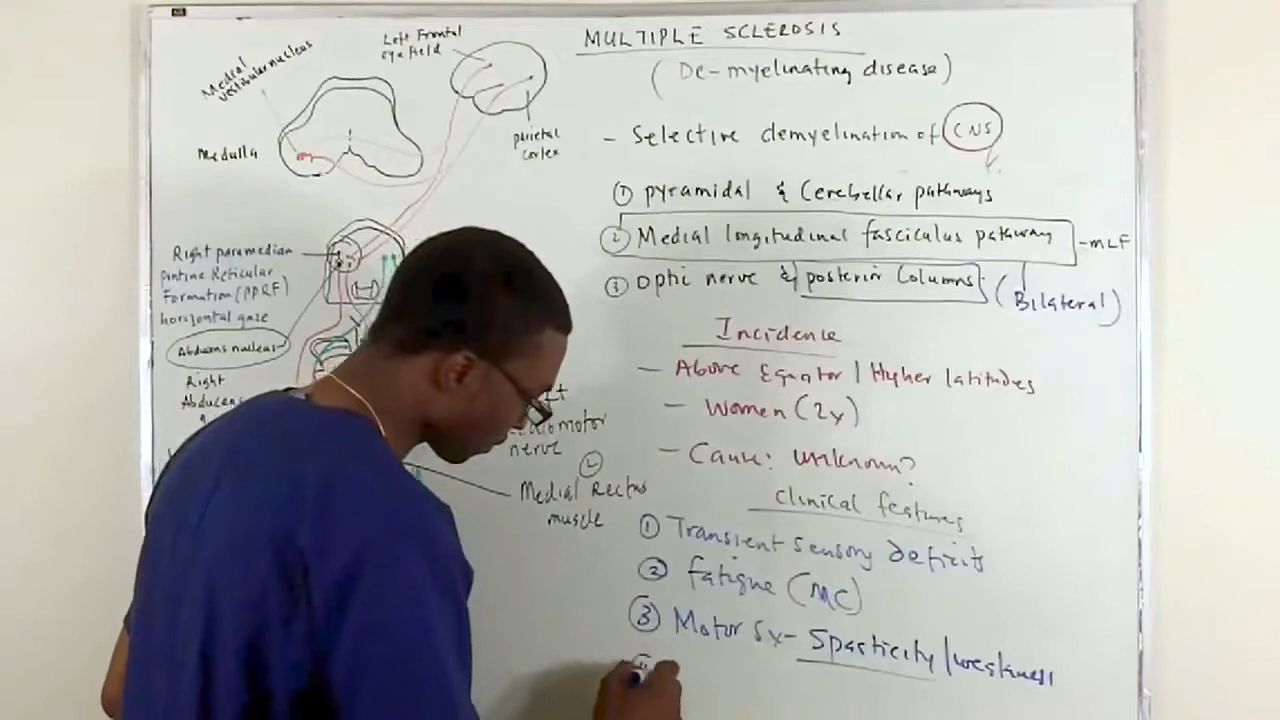 MULTIPLE SCLEROSIS
(De-myelinating disease)
- Selective demyelination of CNS
① pyramidal & Cerebellar pathways
② Medial longitudinal fasciculus pathway - MLF
③ Optic nerve & posterior Columns (Bilateral)
Incidence
- Above Equator / Higher latitudes
- Women (2x)
- Cause: unknown?
Clinical features
① Transient sensory deficits
② fatigue (MC)
③ Motor Sx - Spasticity / weakness
④
Left Frontal
eye field
Medial
vestibular nucleus
Medulla
parietal
cortex
Right paramedian
pontine Reticular
Formation (PPRF)
horizontal gaze
Abducens nucleus
Right
Abducens
nerve
L
Medial Rectus
muscle